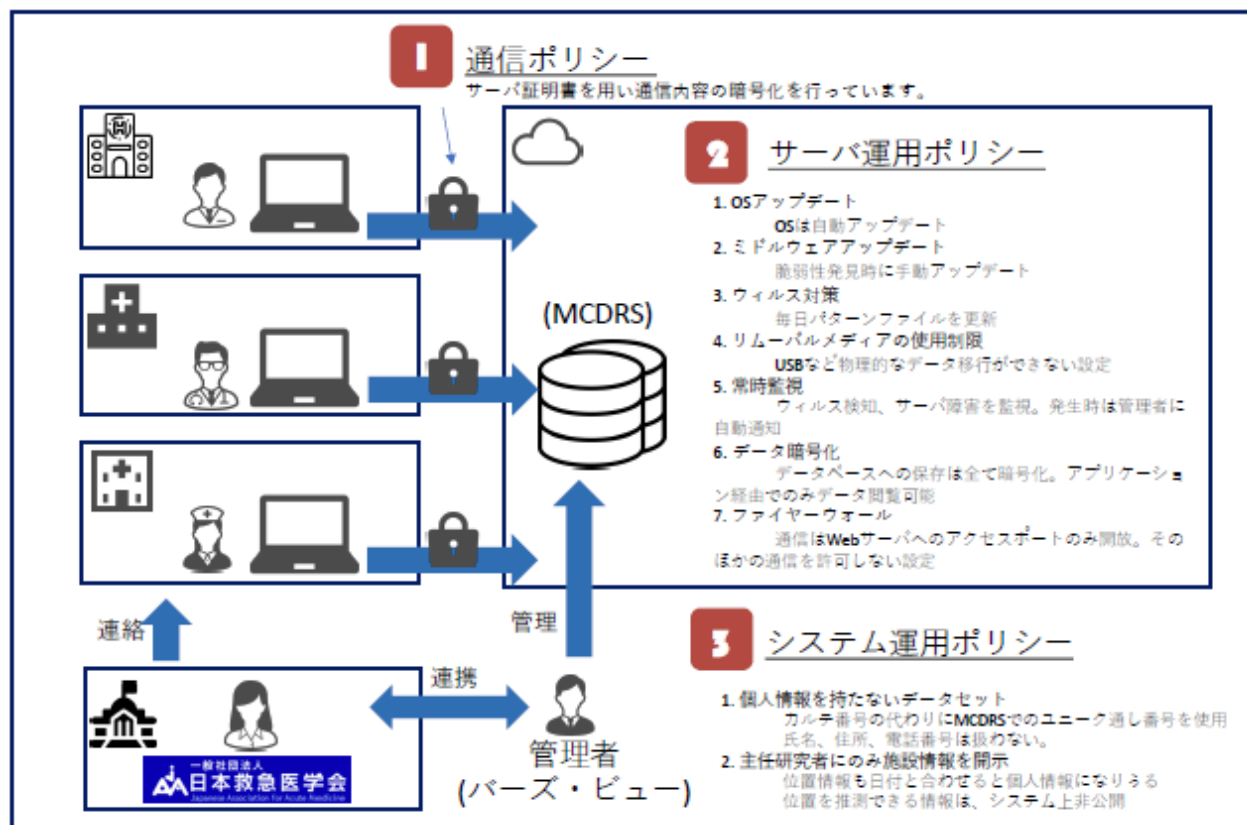 1 通信ポリシー
サーバ証明書を用い通信内容の暗号化を行っています。
2 サーバ運用ポリシー
1. OSアップデート
OSは自動アップデート
2. ミドルウェアアップデート
脆弱性発見時に手動アップデート
3. ウィルス対策
毎日パターンファイルを更新
4. リムーバルメディアの使用制限
USBなど物理的なデータ移行ができない設定
5. 常時監視
ウィルス検知、サーバ障害を監視。発生時は管理者に
自動通知
6. データ暗号化
データベースへの保存は全て暗号化。アプリケーショ
ン経由でのみデータ閲覧可能
7. ファイヤーウォール
通信はWebサーバへのアクセスポートのみ開放。その
ほかの通信を許可しない設定
(MCDRS)
連絡
管理
連携
管理者
(バーズ・ビュー)
一般社団法人
日本救急医学会
Japanese Association for Acute Medicine
3 システム運用ポリシー
1. 個人情報を持たないデータセット
カルテ番号の代わりにMCDRSでのユニーク通し番号を使用
氏名、住所、電話番号は扱わない。
2. 主任研究者にのみ施設情報を開示
位置情報も日付と合わせると個人情報になりうる
位置を推測できる情報は、システム上非公開